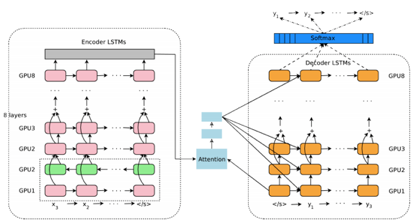 y₁ → y₂ → ··· → </s>
Softmax
Encoder LSTMs
Decoder LSTMs
GPU8
GPU8
8 layers
GPU3
GPU3
GPU2
GPU2
GPU2
Attention
GPU1
GPU1
x₃ → x₂ → ··· → </s>
</s> → y₁ → ··· → y₃